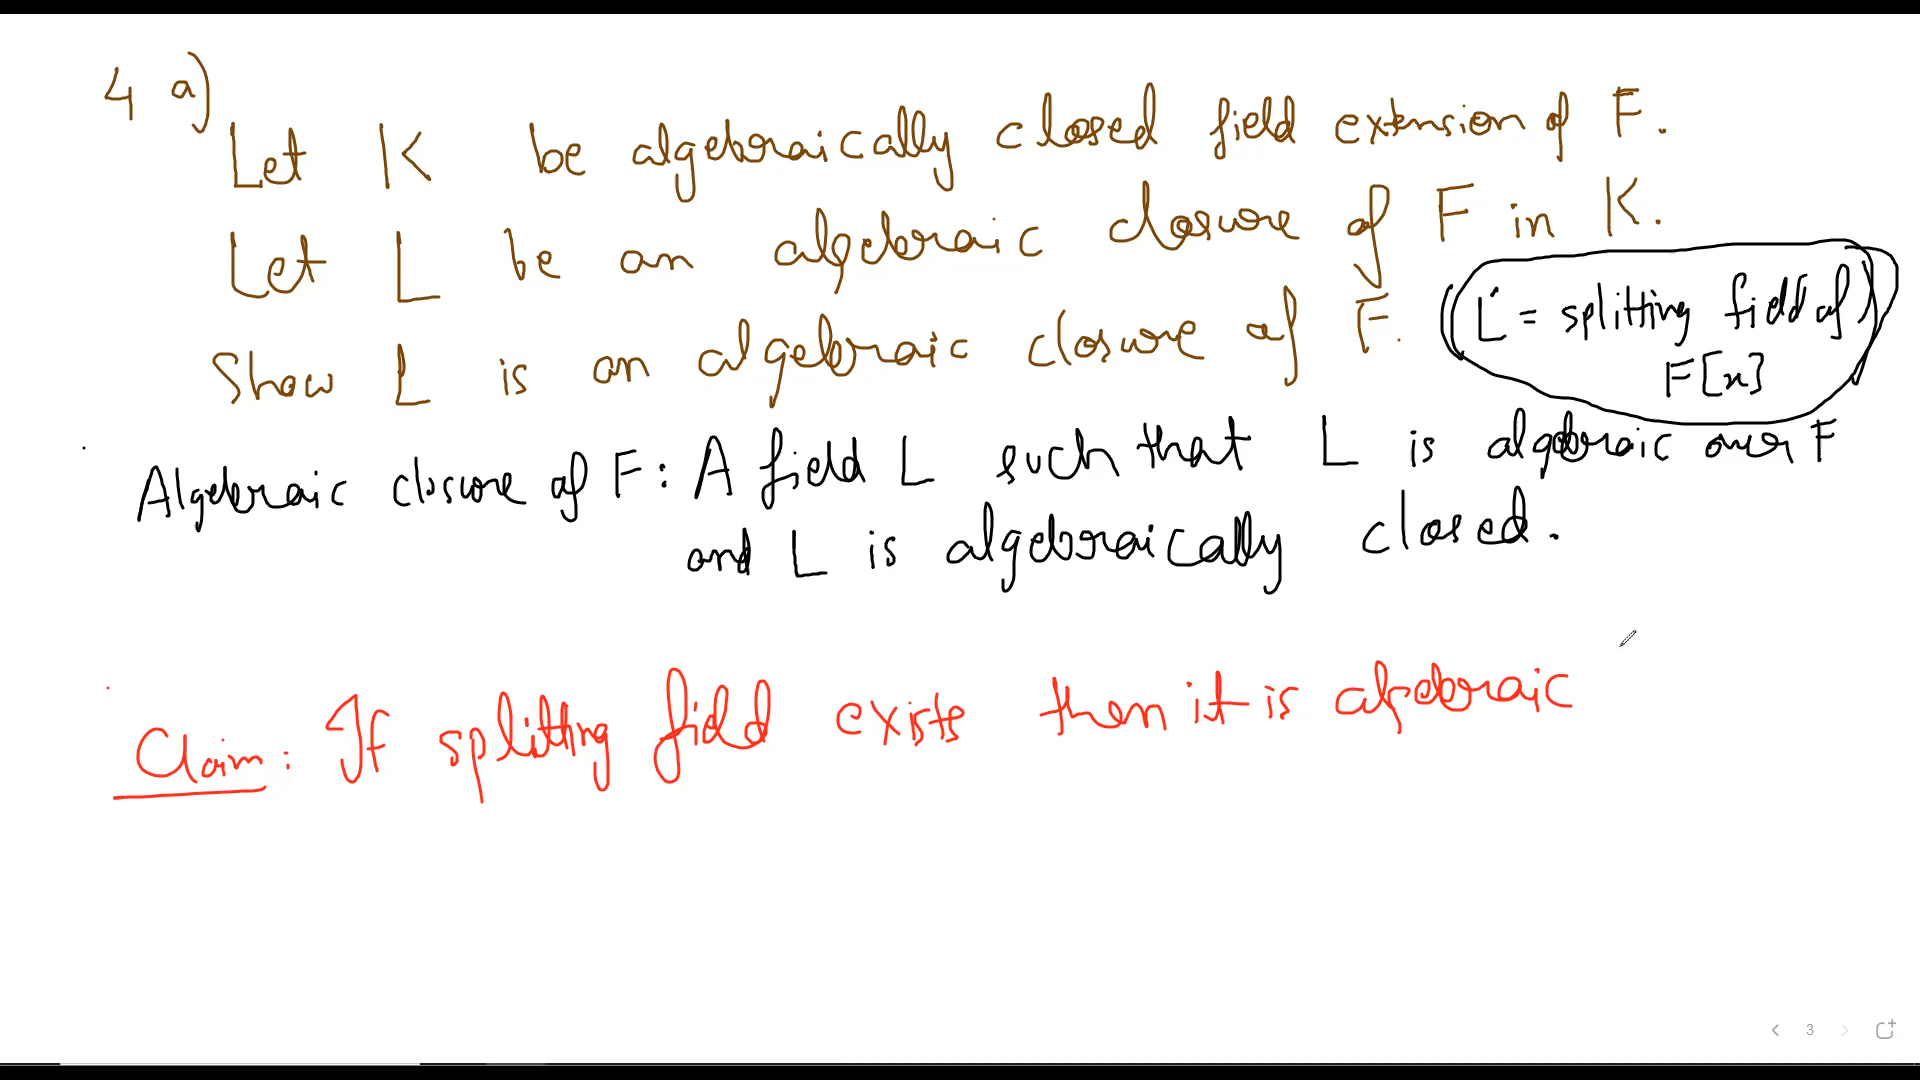 4 a)
Let K be algebraically closed field extension of F.
Let L be an algebraic closure of F in K.
Show L is an algebraic closure of F.
(L = splitting field of)
F[x]
Algebraic closure of F: A field L such that L is algebraic over F
and L is algebraically closed.
Claim: If splitting field exists then it is algebraic
3